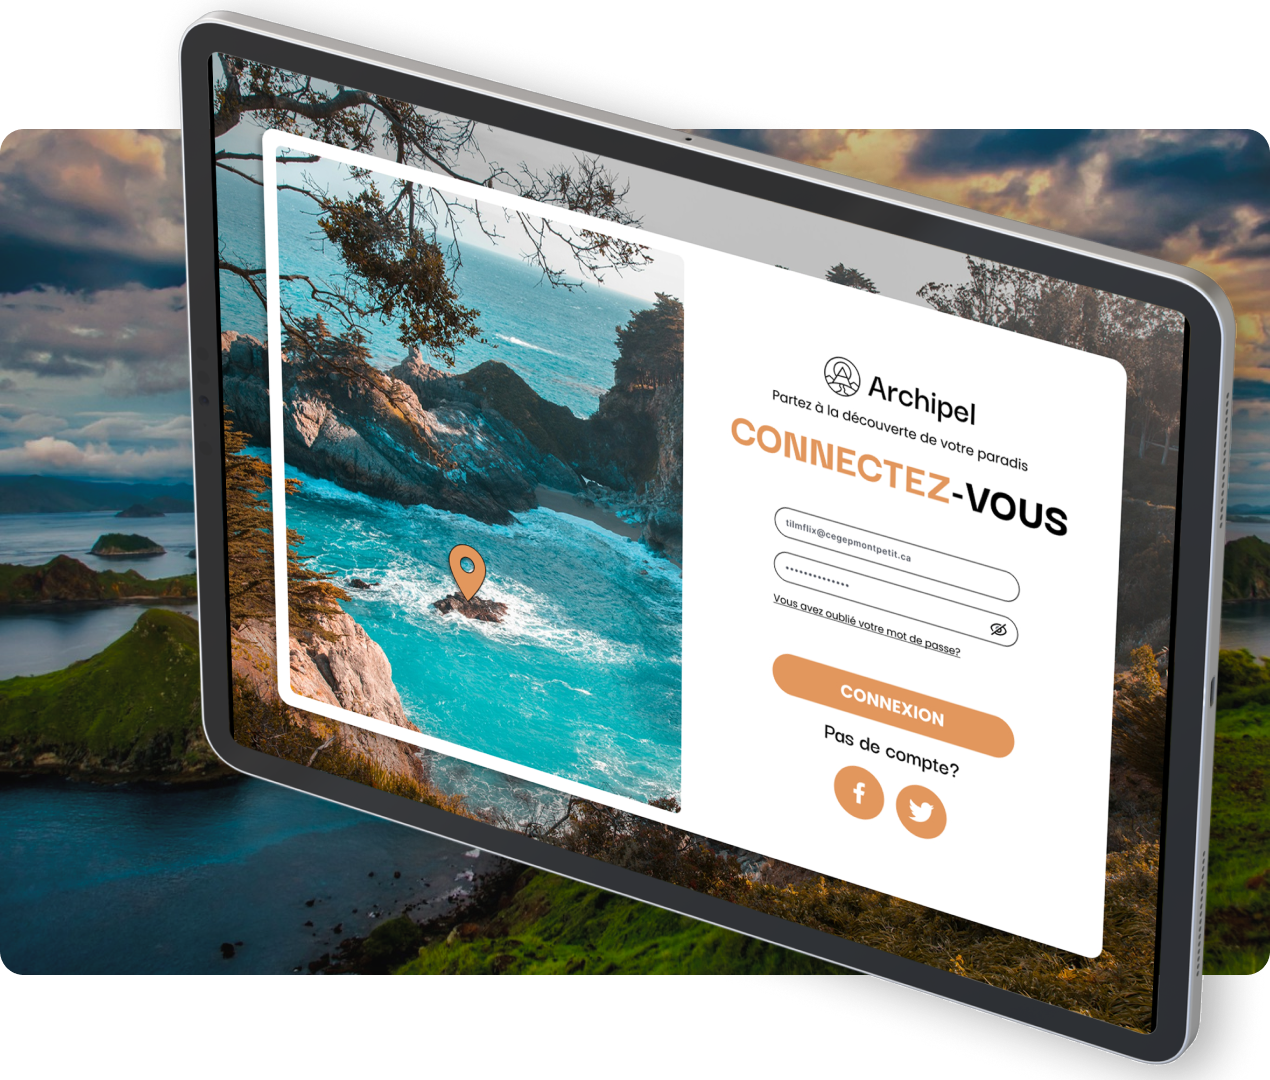 Archipel
Partez à la découverte de votre paradis
CONNECTEZ-VOUS
tilmflix@cegepmontpetit.ca
Vous avez oublié votre mot de passe?
CONNEXION
Pas de compte?